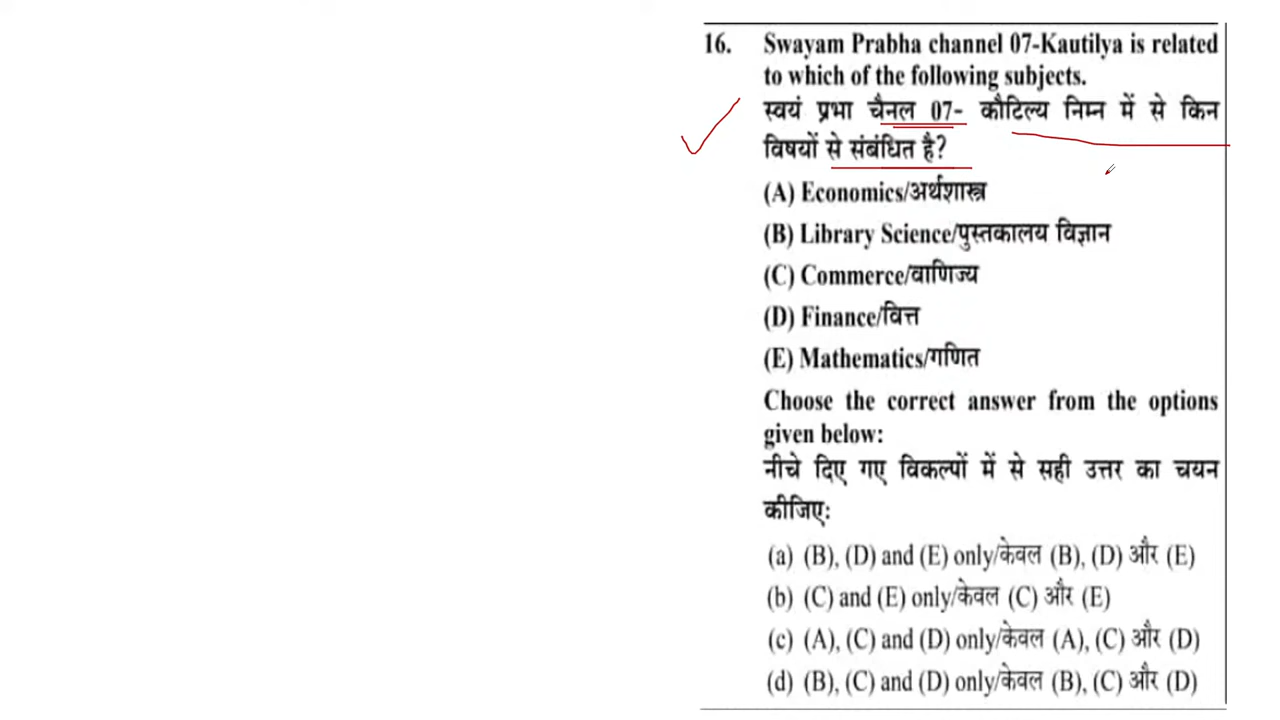 16. Swayam Prabha channel 07-Kautilya is related
to which of the following subjects.
स्वयं प्रभा चैनल 07- कौटिल्य निम्न में से किन
विषयों से संबंधित है?
(A) Economics/अर्थशास्त्र
(B) Library Science/पुस्तकालय विज्ञान
(C) Commerce/वाणिज्य
(D) Finance/वित्त
(E) Mathematics/गणित
Choose the correct answer from the options
given below:
नीचे दिए गए विकल्पों में से सही उत्तर का चयन
कीजिए:
(a) (B), (D) and (E) only/केवल (B), (D) और (E)
(b) (C) and (E) only/केवल (C) और (E)
(c) (A), (C) and (D) only/केवल (A), (C) और (D)
(d) (B), (C) and (D) only/केवल (B), (C) और (D)